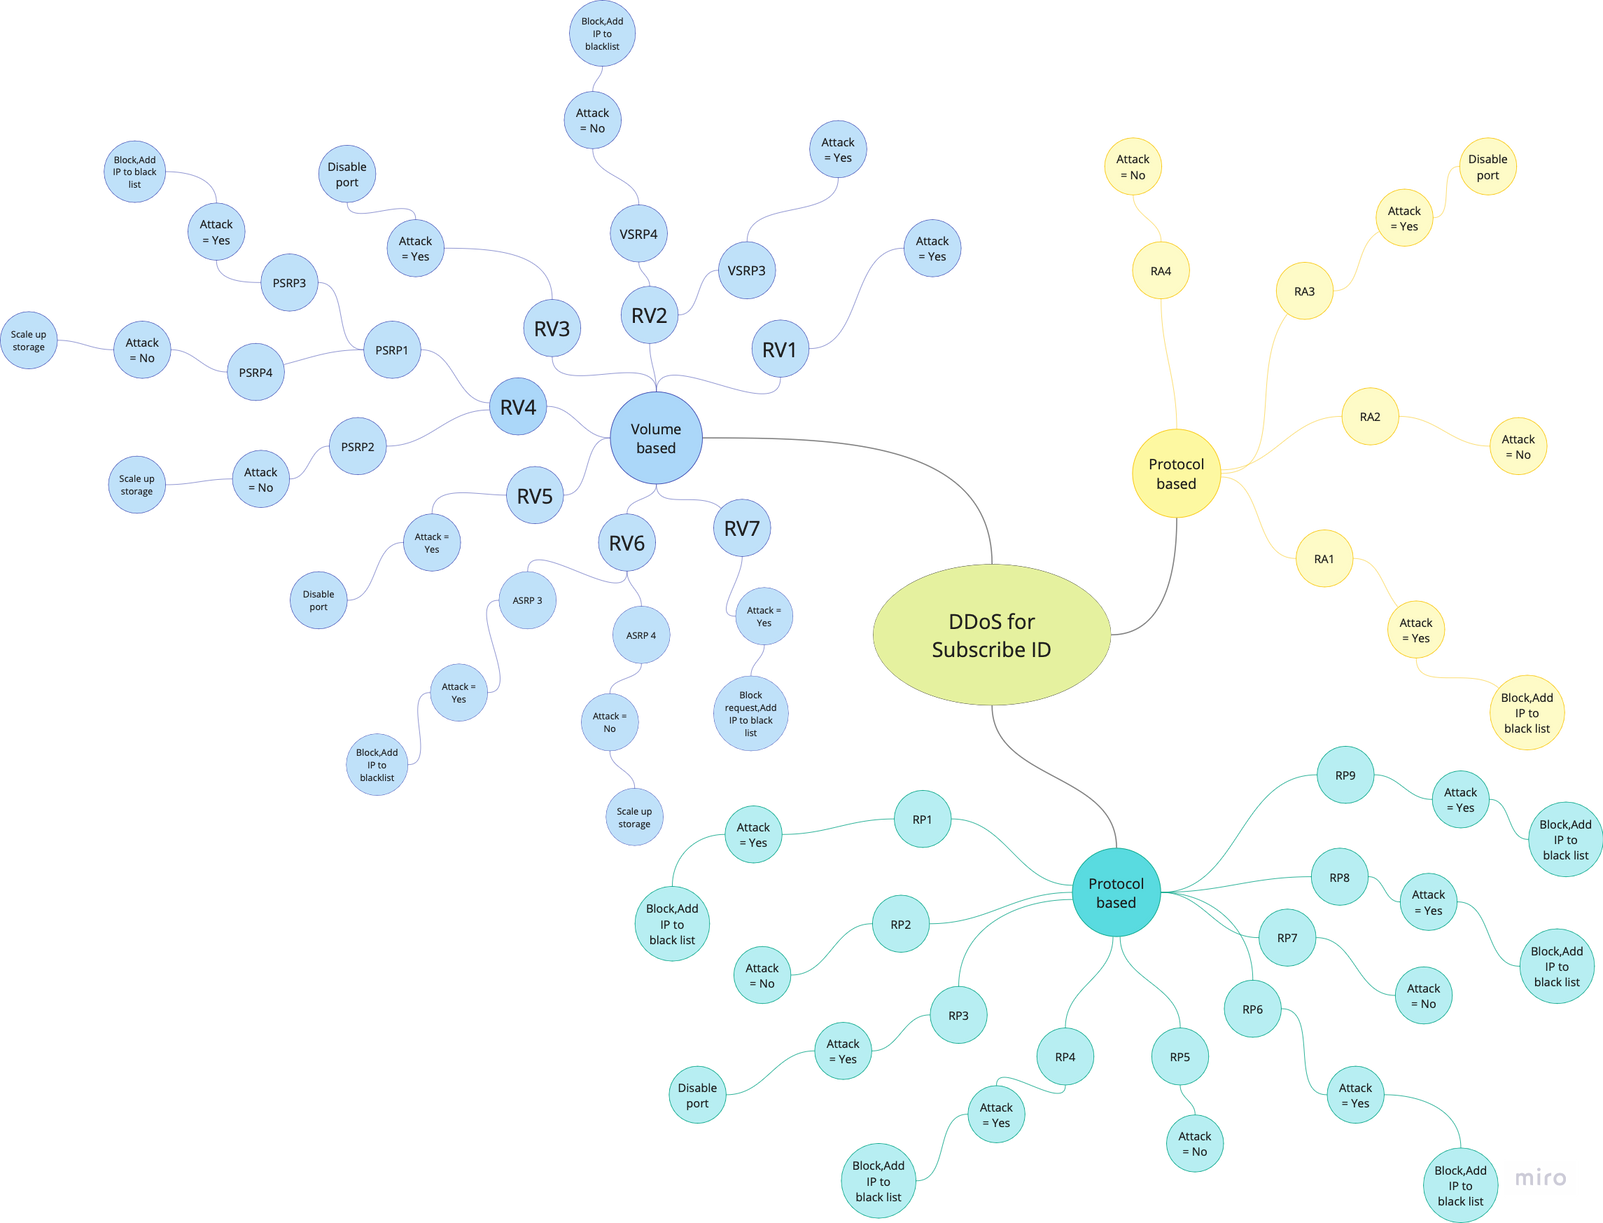 Block,Add
IP to
blacklist
Attack
= No
VSRP4
RV2
VSRP3
Attack
= Yes
RV1
Attack
= Yes
Disable
port
Attack
= Yes
RV3
Block,Add
IP to black
list
Attack
= Yes
PSRP3
Scale up
storage
Attack
= No
PSRP4
PSRP1
RV4
PSRP2
Attack
= No
Scale up
storage
Volume
based
RV5
Attack =
Yes
Disable
port
RV6
ASRP 3
Attack =
Yes
Block,Add
IP to
blacklist
ASRP 4
Attack =
No
Scale up
storage
RV7
Attack =
Yes
Block
request,Add
IP to black
list
DDoS for
Subscribe ID
Attack
= No
RA4
Disable
port
Attack
= Yes
RA3
RA2
Attack
= No
Protocol
based
RA1
Attack
= Yes
Block,Add
IP to
black list
Protocol
based
RP1
Attack
= Yes
Block,Add
IP to
black list
RP2
Attack
= No
RP3
Attack
= Yes
Disable
port
RP4
Attack
= Yes
Block,Add
IP to
black list
RP5
Attack
= No
RP6
Attack
= Yes
Block,Add
IP to
black list
RP7
Attack
= No
RP8
Attack
= Yes
Block,Add
IP to
black list
RP9
Attack
= Yes
Block,Add
IP to
black list
miro